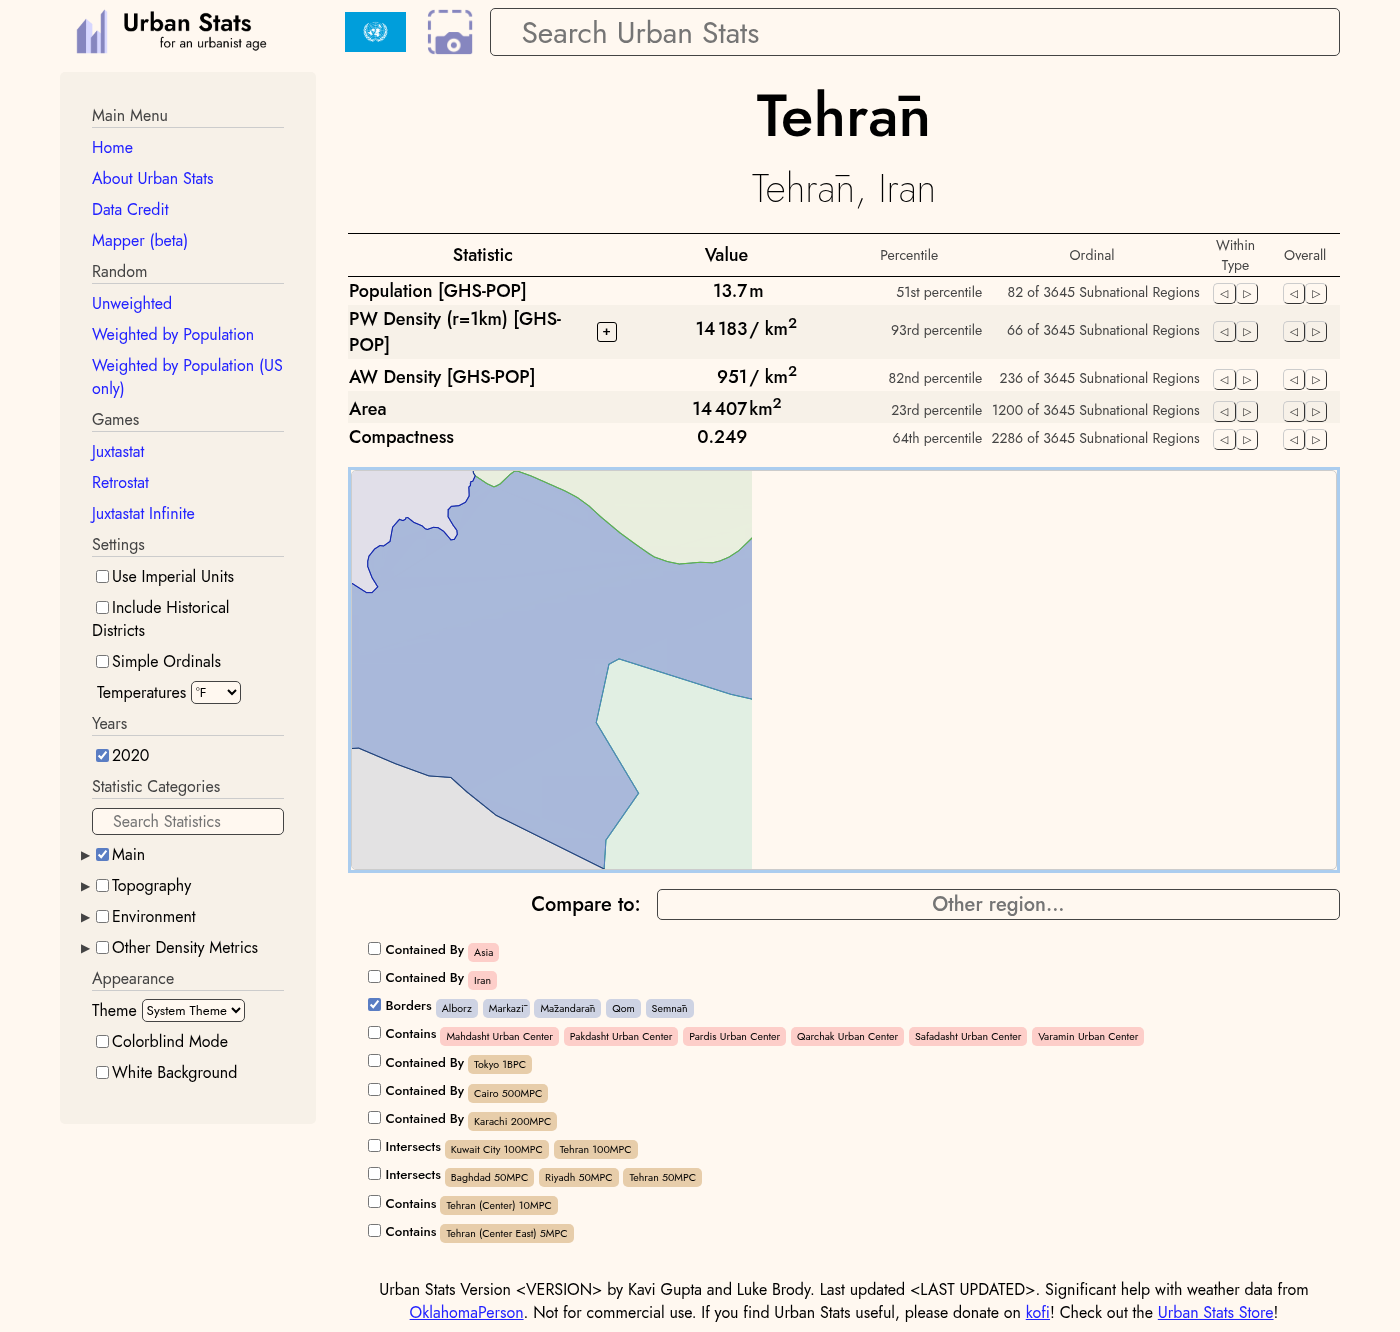 Urban Stats
for an urbanist age
Search Urban Stats
Main Menu
Home
About Urban Stats
Data Credit
Mapper (beta)
Random
Unweighted
Weighted by Population
Weighted by Population (US
only)
Games
Juxtastat
Retrostat
Juxtastat Infinite
Settings
Use Imperial Units
Include Historical
Districts
Simple Ordinals
Temperatures °F
Years
2020
Statistic Categories
Search Statistics
Main
Topography
Environment
Other Density Metrics
Appearance
Theme System Theme
Colorblind Mode
White Background
Tehrān
Tehrān, Iran
Statistic Value Percentile Ordinal Within Type Overall
Population [GHS-POP] 13.7 m 51st percentile 82 of 3645 Subnational Regions
PW Density (r=1km) [GHS-
POP] + 14 183 / km² 93rd percentile 66 of 3645 Subnational Regions
AW Density [GHS-POP] 951 / km² 82nd percentile 236 of 3645 Subnational Regions
Area 14 407 km² 23rd percentile 1200 of 3645 Subnational Regions
Compactness 0.249 64th percentile 2286 of 3645 Subnational Regions
Compare to: Other region...
Contained By Asia
Contained By Iran
Borders Alborz Markazī Māzandarān Qom Semnān
Contains Mahdasht Urban Center Pakdasht Urban Center Pardis Urban Center Qarchak Urban Center Safadasht Urban Center Varamin Urban Center
Contained By Tokyo 1BPC
Contained By Cairo 500MPC
Contained By Karachi 200MPC
Intersects Kuwait City 100MPC Tehran 100MPC
Intersects Baghdad 50MPC Riyadh 50MPC Tehran 50MPC
Contains Tehran (Center) 10MPC
Contains Tehran (Center East) 5MPC
Urban Stats Version <VERSION> by Kavi Gupta and Luke Brody. Last updated <LAST UPDATED>. Significant help with weather data from
OklahomaPerson. Not for commercial use. If you find Urban Stats useful, please donate on kofi! Check out the Urban Stats Store!